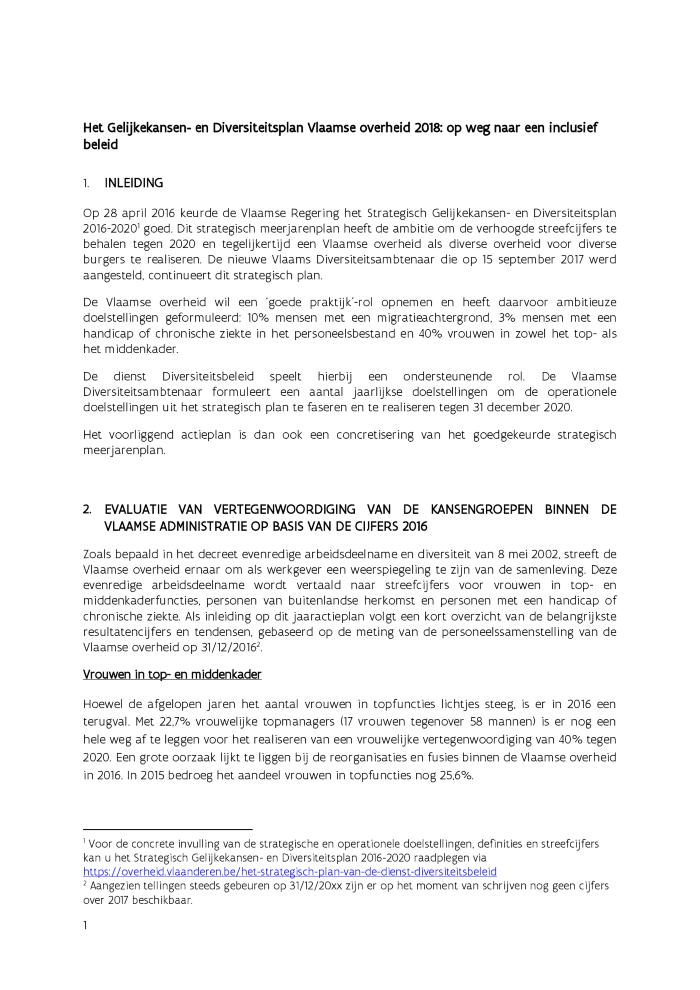 Het Gelijkekansen- en Diversiteitsplan Vlaamse overheid 2018: op weg naar een inclusief
beleid
1. INLEIDING
Op 28 april 2016 keurde de Vlaamse Regering het Strategisch Gelijkekansen- en Diversiteitsplan
2016-2020¹ goed. Dit strategisch meerjarenplan heeft de ambitie om de verhoogde streefcijfers te
behalen tegen 2020 en tegelijkertijd een Vlaamse overheid als diverse overheid voor diverse
burgers te realiseren. De nieuwe Vlaams Diversiteitsambtenaar die op 15 september 2017 werd
aangesteld, continueert dit strategisch plan.
De Vlaamse overheid wil een 'goede praktijk'-rol opnemen en heeft daarvoor ambitieuze
doelstellingen geformuleerd: 10% mensen met een migratieachtergrond, 3% mensen met een
handicap of chronische ziekte in het personeelsbestand en 40% vrouwen in zowel het top- als
het middenkader.
De dienst Diversiteitsbeleid speelt hierbij een ondersteunende rol. De Vlaamse
Diversiteitsambtenaar formuleert een aantal jaarlijkse doelstellingen om de operationele
doelstellingen uit het strategisch plan te faseren en te realiseren tegen 31 december 2020.
Het voorliggend actieplan is dan ook een concretisering van het goedgekeurde strategisch
meerjarenplan.
2. EVALUATIE VAN VERTEGENWOORDIGING VAN DE KANSENGROEPEN BINNEN DE
VLAAMSE ADMINISTRATIE OP BASIS VAN DE CIJFERS 2016
Zoals bepaald in het decreet evenredige arbeidsdeelname en diversiteit van 8 mei 2002, streeft de
Vlaamse overheid ernaar om als werkgever een weerspiegeling te zijn van de samenleving. Deze
evenredige arbeidsdeelname wordt vertaald naar streefcijfers voor vrouwen in top- en
middenkaderfuncties, personen van buitenlandse herkomst en personen met een handicap of
chronische ziekte. Als inleiding op dit jaaractieplan volgt een kort overzicht van de belangrijkste
resultatencijfers en tendensen, gebaseerd op de meting van de personeelssamenstelling van de
Vlaamse overheid op 31/12/2016².
Vrouwen in top- en middenkader
Hoewel de afgelopen jaren het aantal vrouwen in topfuncties lichtjes steeg, is er in 2016 een
terugval. Met 22,7% vrouwelijke topmanagers (17 vrouwen tegenover 58 mannen) is er nog een
hele weg af te leggen voor het realiseren van een vrouwelijke vertegenwoordiging van 40% tegen
2020. Een grote oorzaak lijkt te liggen bij de reorganisaties en fusies binnen de Vlaamse overheid
in 2016. In 2015 bedroeg het aandeel vrouwen in topfuncties nog 25,6%.
¹ Voor de concrete invulling van de strategische en operationele doelstellingen, definities en streefcijfers
kan u het Strategisch Gelijkekansen- en Diversiteitsplan 2016-2020 raadplegen via
https://overheid.vlaanderen.be/het-strategisch-plan-van-de-dienst-diversiteitsbeleid
² Aangezien tellingen steeds gebeuren op 31/12/20xx zijn er op het moment van schrijven nog geen cijfers
over 2017 beschikbaar.
1